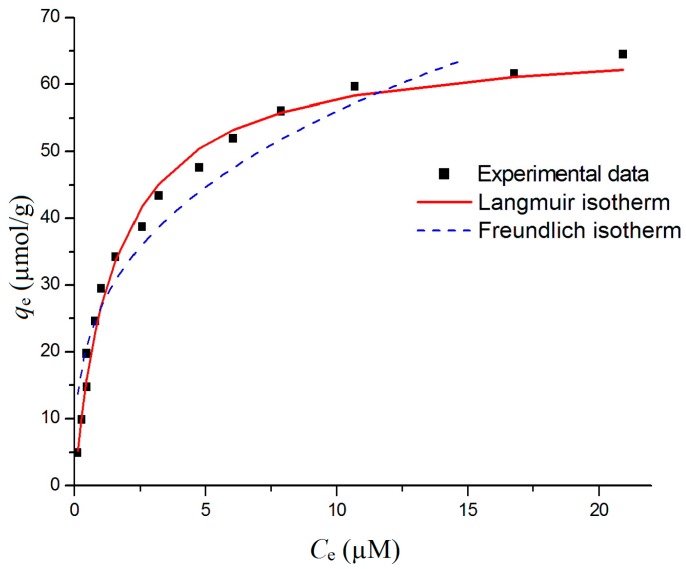 70
60
50
40
30
20
10
0
qe (µmol/g)
Experimental data
Langmuir isotherm
Freundlich isotherm
0 5 10 15 20
Ce (µM)